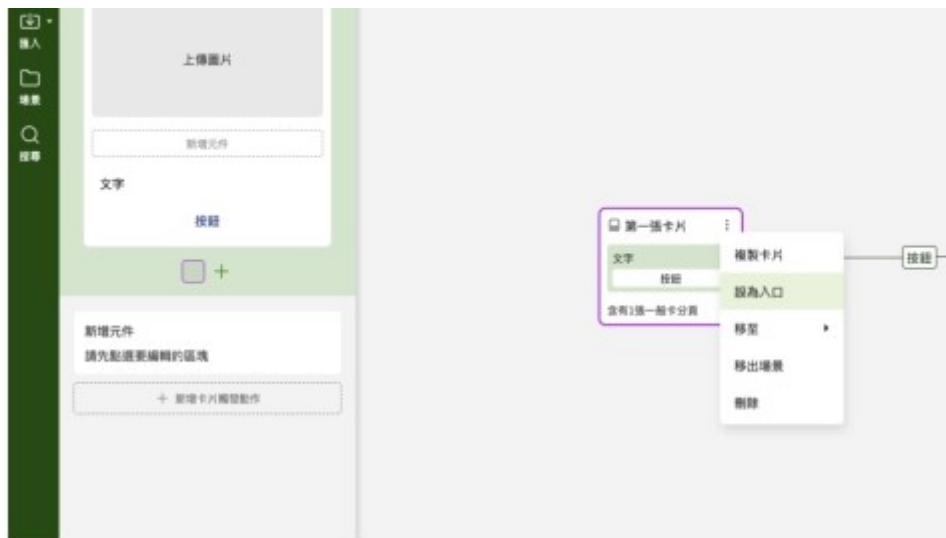 匯入
場景
搜尋
上傳圖片
新增元件
文字
按鈕
新增元件
請先點選要編輯的區塊
+ 新增卡片觸發動作
第一張卡片
文字
按鈕
含有1張一般卡分頁
複製卡片
設為入口
移至
移出場景
刪除
按鈕